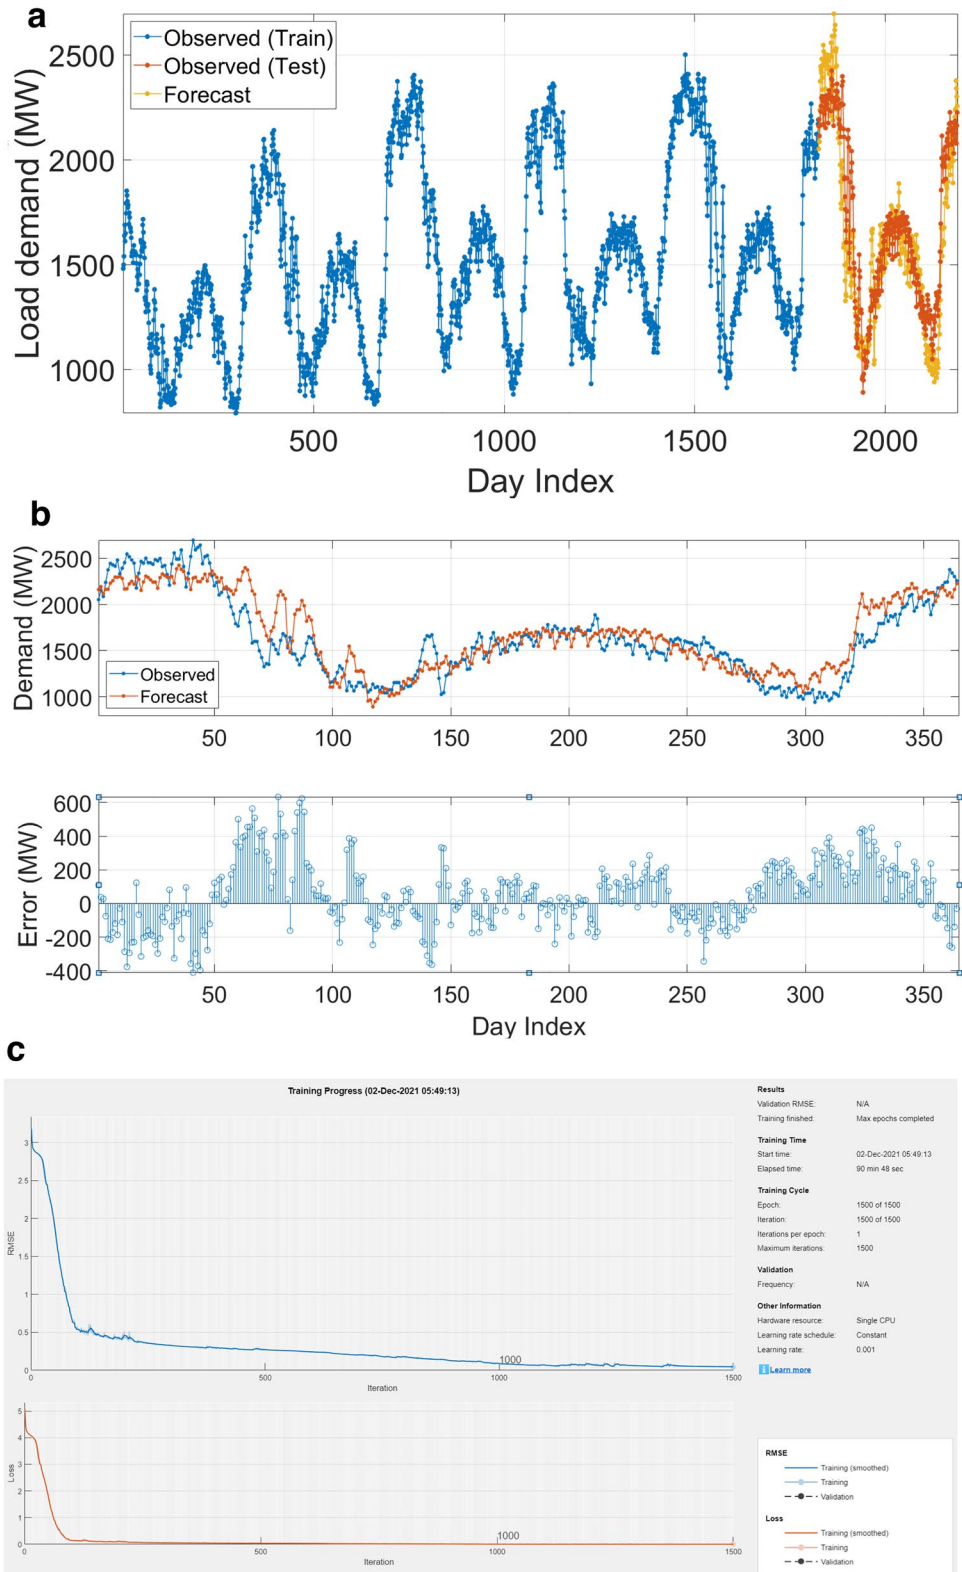 a
Observed (Train)
Observed (Test)
Forecast
Load demand (MW)
2500
2000
1500
1000
500
1000
1500
2000
Day Index
b
Demand (MW)
2500
2000
1500
1000
Observed
Forecast
50
100
150
200
250
300
350
Error (MW)
600
400
200
0
-200
-400
50
100
150
200
250
300
350
Day Index
c
Training Progress (02-Dec-2021 05:49:13)
RMSE
3
2.5
2
1.5
1
0.5
0
1000
0
500
1000
1500
Iteration
Loss
5
4
3
2
1
0
1000
0
500
1000
1500
Iteration
Results
Validation RMSE: N/A
Training finished: Max epochs completed
Training Time
Start time: 02-Dec-2021 05:49:13
Elapsed time: 90 min 48 sec
Training Cycle
Epoch: 1500 of 1500
Iteration: 1500 of 1500
Iterations per epoch: 1
Maximum iterations: 1500
Validation
Frequency: N/A
Other Information
Hardware resource: Single CPU
Learning rate schedule: Constant
Learning rate: 0.001
Learn more
RMSE
Training (smoothed)
Training
Validation
Loss
Training (smoothed)
Training
Validation